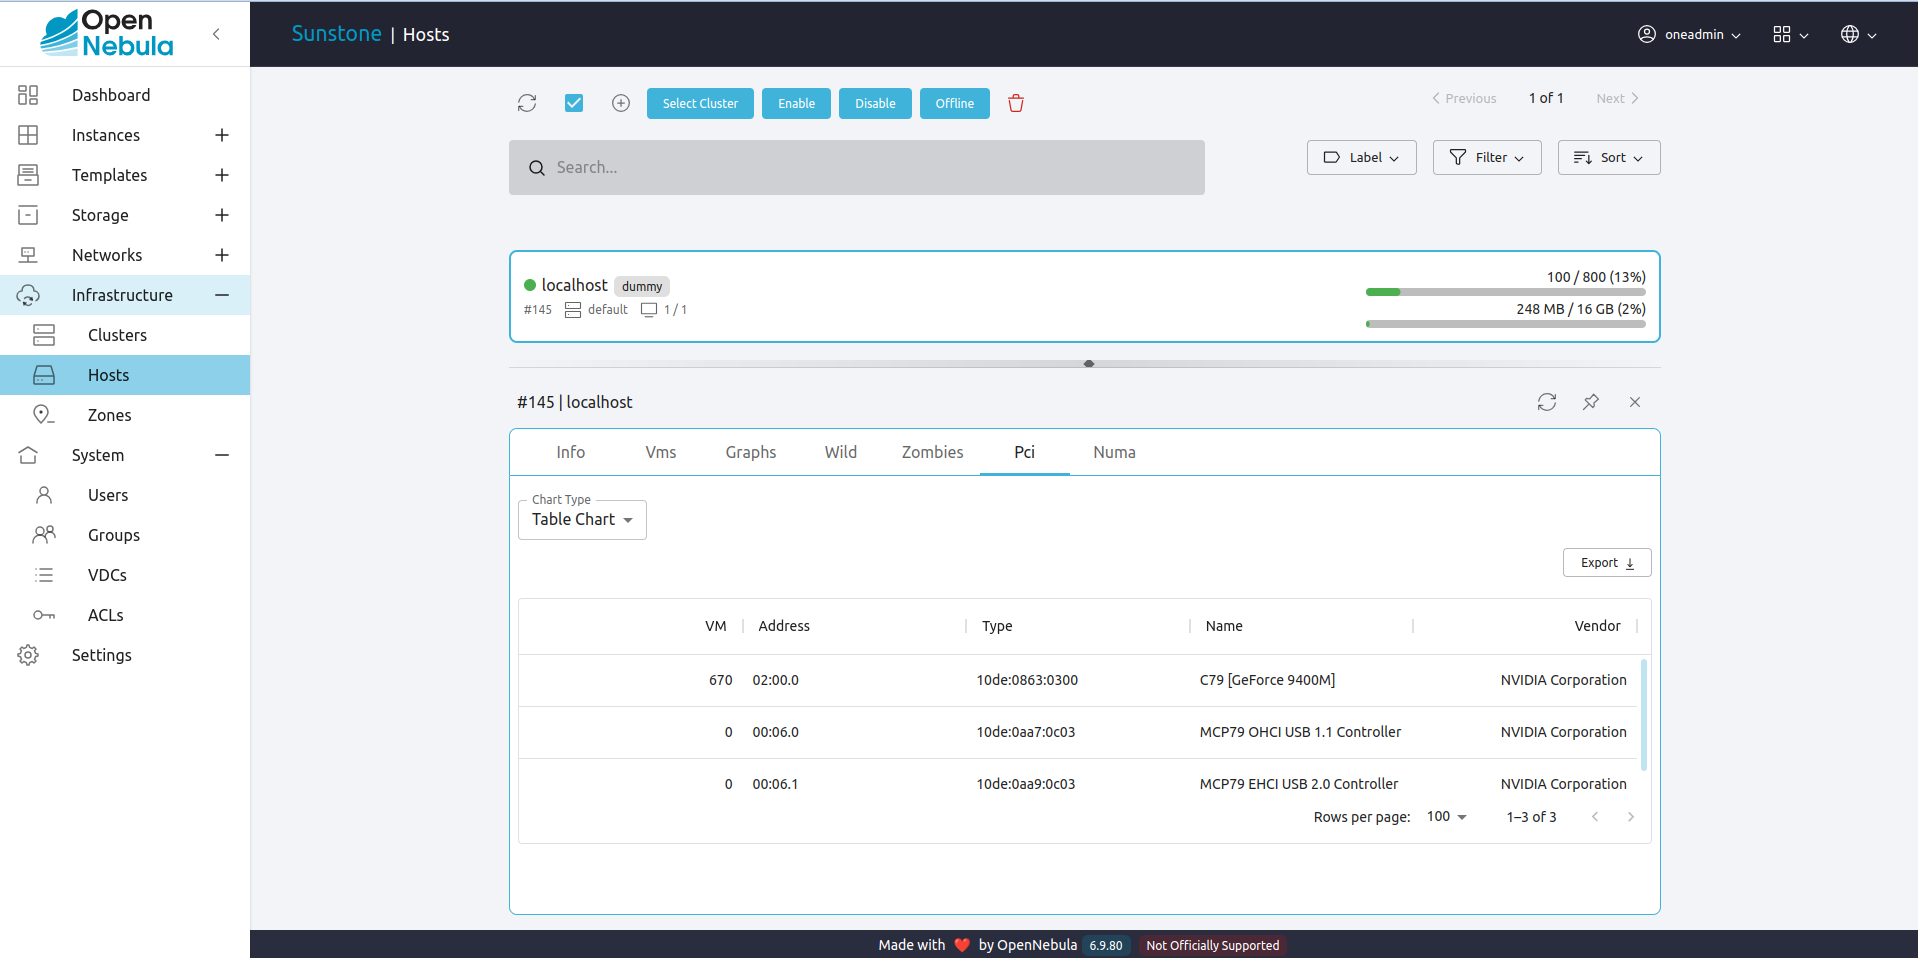 Open
Nebula
Sunstone | Hosts
oneadmin
Dashboard
Instances
Templates
Storage
Networks
Infrastructure
Clusters
Hosts
Zones
System
Users
Groups
VDCs
ACLs
Settings
Select Cluster
Enable
Disable
Offline
Previous
1 of 1
Next
Search...
Label
Filter
Sort
localhost dummy
#145 default 1 / 1
100 / 800 (13%)
248 MB / 16 GB (2%)
#145 | localhost
Info Vms Graphs Wild Zombies Pci Numa
Chart Type
Table Chart
Export
VM Address Type Name Vendor
670 02:00.0 10de:0863:0300 C79 [GeForce 9400M] NVIDIA Corporation
0 00:06.0 10de:0aa7:0c03 MCP79 OHCI USB 1.1 Controller NVIDIA Corporation
0 00:06.1 10de:0aa9:0c03 MCP79 EHCI USB 2.0 Controller NVIDIA Corporation
Rows per page: 100 1–3 of 3
Made with ❤️ by OpenNebula 6.9.80 Not Officially Supported